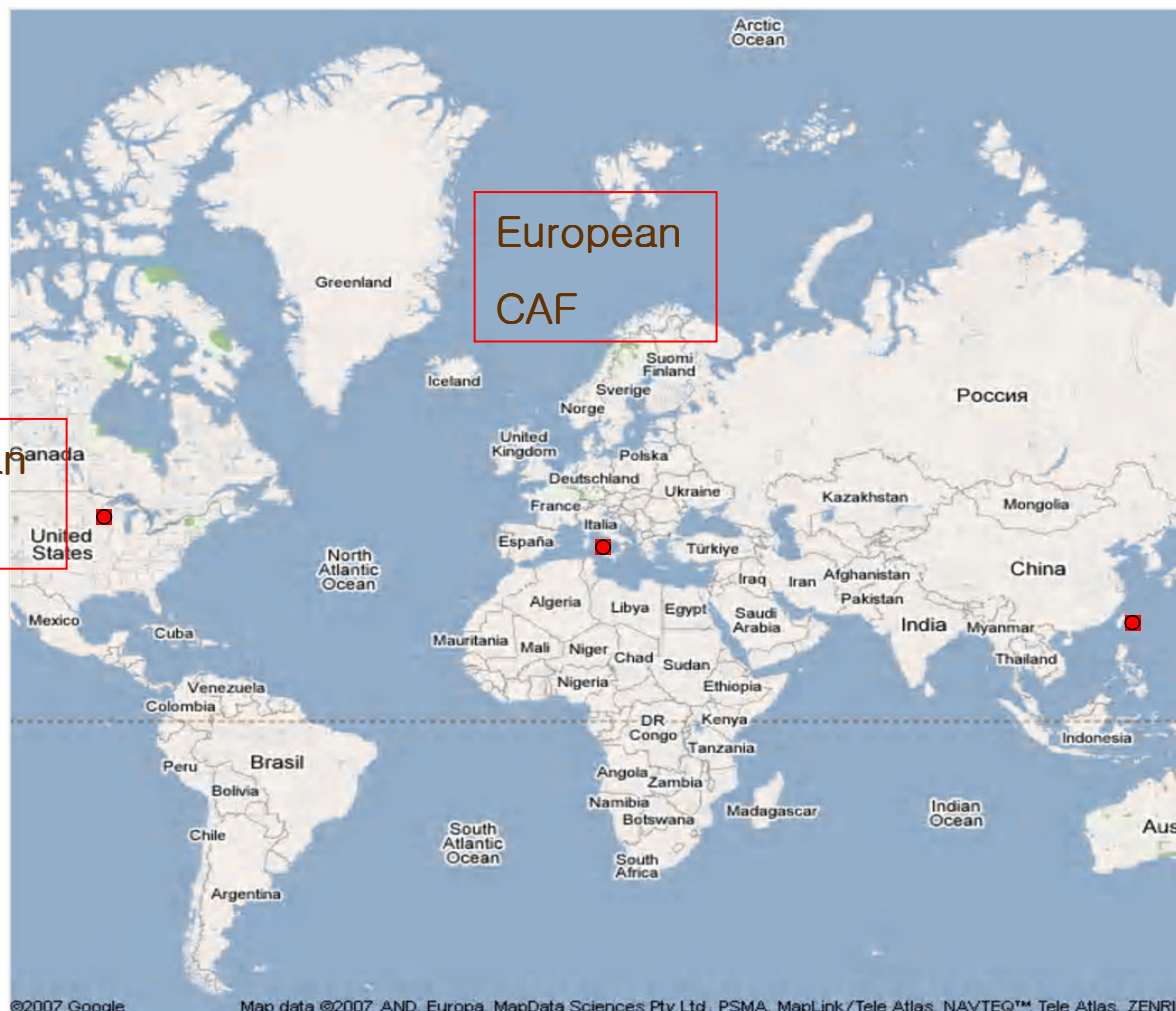 Arctic
Ocean
European
CAF
Greenland
Iceland
Suomi
Finland
Sverige
Norge
Россия
Canada
an
United
Kingdom
Polska
Deutschland
Ukraine
France
Kazakhstan
Mongolia
United
States
Italia
España
Türkiye
North
Atlantic
Ocean
China
Iraq
Iran
Afghanistan
Pakistan
Algeria
Libya
Egypt
Saudi
Arabia
India
Myanmar
Mexico
Cuba
Mauritania
Mali
Niger
Chad
Sudan
Thailand
Nigeria
Ethiopia
Venezuela
Colombia
DR
Congo
Kenya
Tanzania
Indonesia
Peru
Brasil
Bolivia
Angola
Zambia
Namibia
Botswana
Madagascar
Indian
Ocean
Chile
South
Atlantic
Ocean
Aus
South
Africa
Argentina
©2007 Google
Map data ©2007 AND, Europa, MapData Sciences Pty Ltd, PSMA, MapLink/Tele Atlas, NAVTEQ™, Tele Atlas, ZENRI